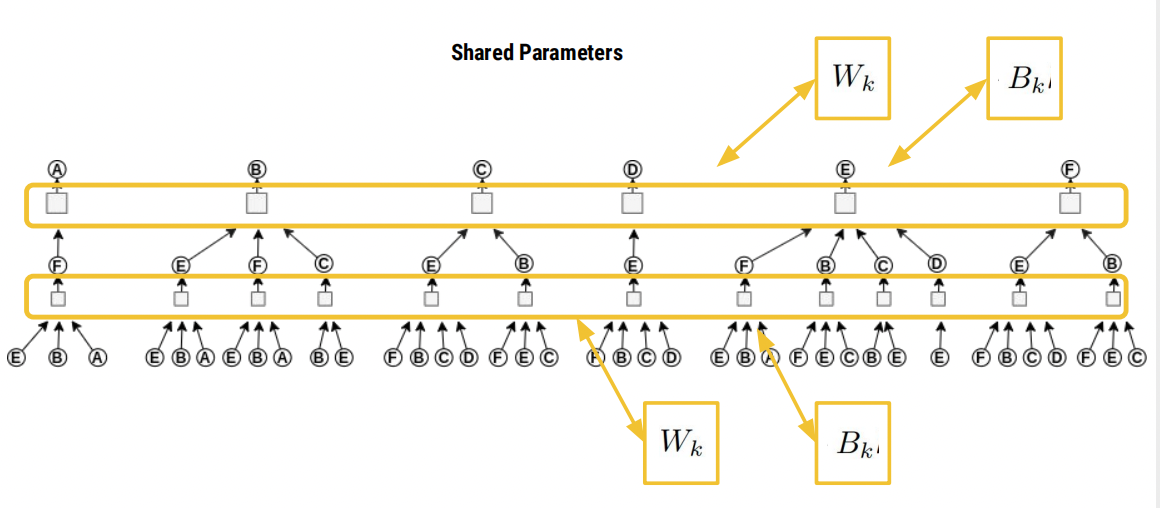 Shared Parameters
W_k B_k
A B C D E F
F E F C E B E F B C D E B
E B A E B A E B A B E F B C D F E C F B C D E B A F E C B E E F B C D F E C
W_k B_k